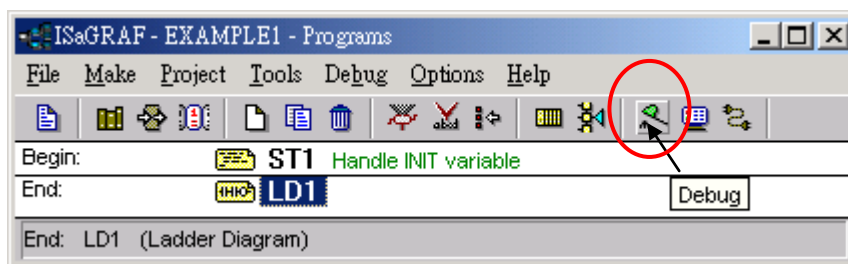 ISaGRAF - EXAMPLE1 - Programs
File Make Project Tools Debug Options Help
Begin: ST1 Handle INIT variable
End: LD1
Debug
End: LD1 (Ladder Diagram)